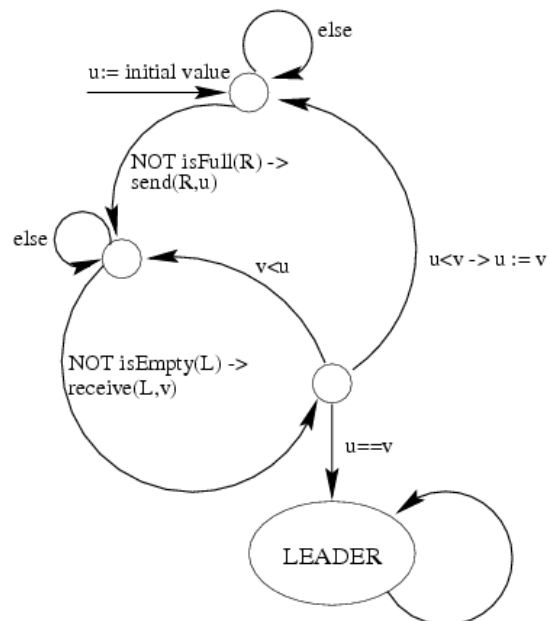 else
u:= initial value
NOT isFull(R) ->
send(R,u)
else
v<u
u<v -> u := v
NOT isEmpty(L) ->
receive(L,v)
u==v
LEADER